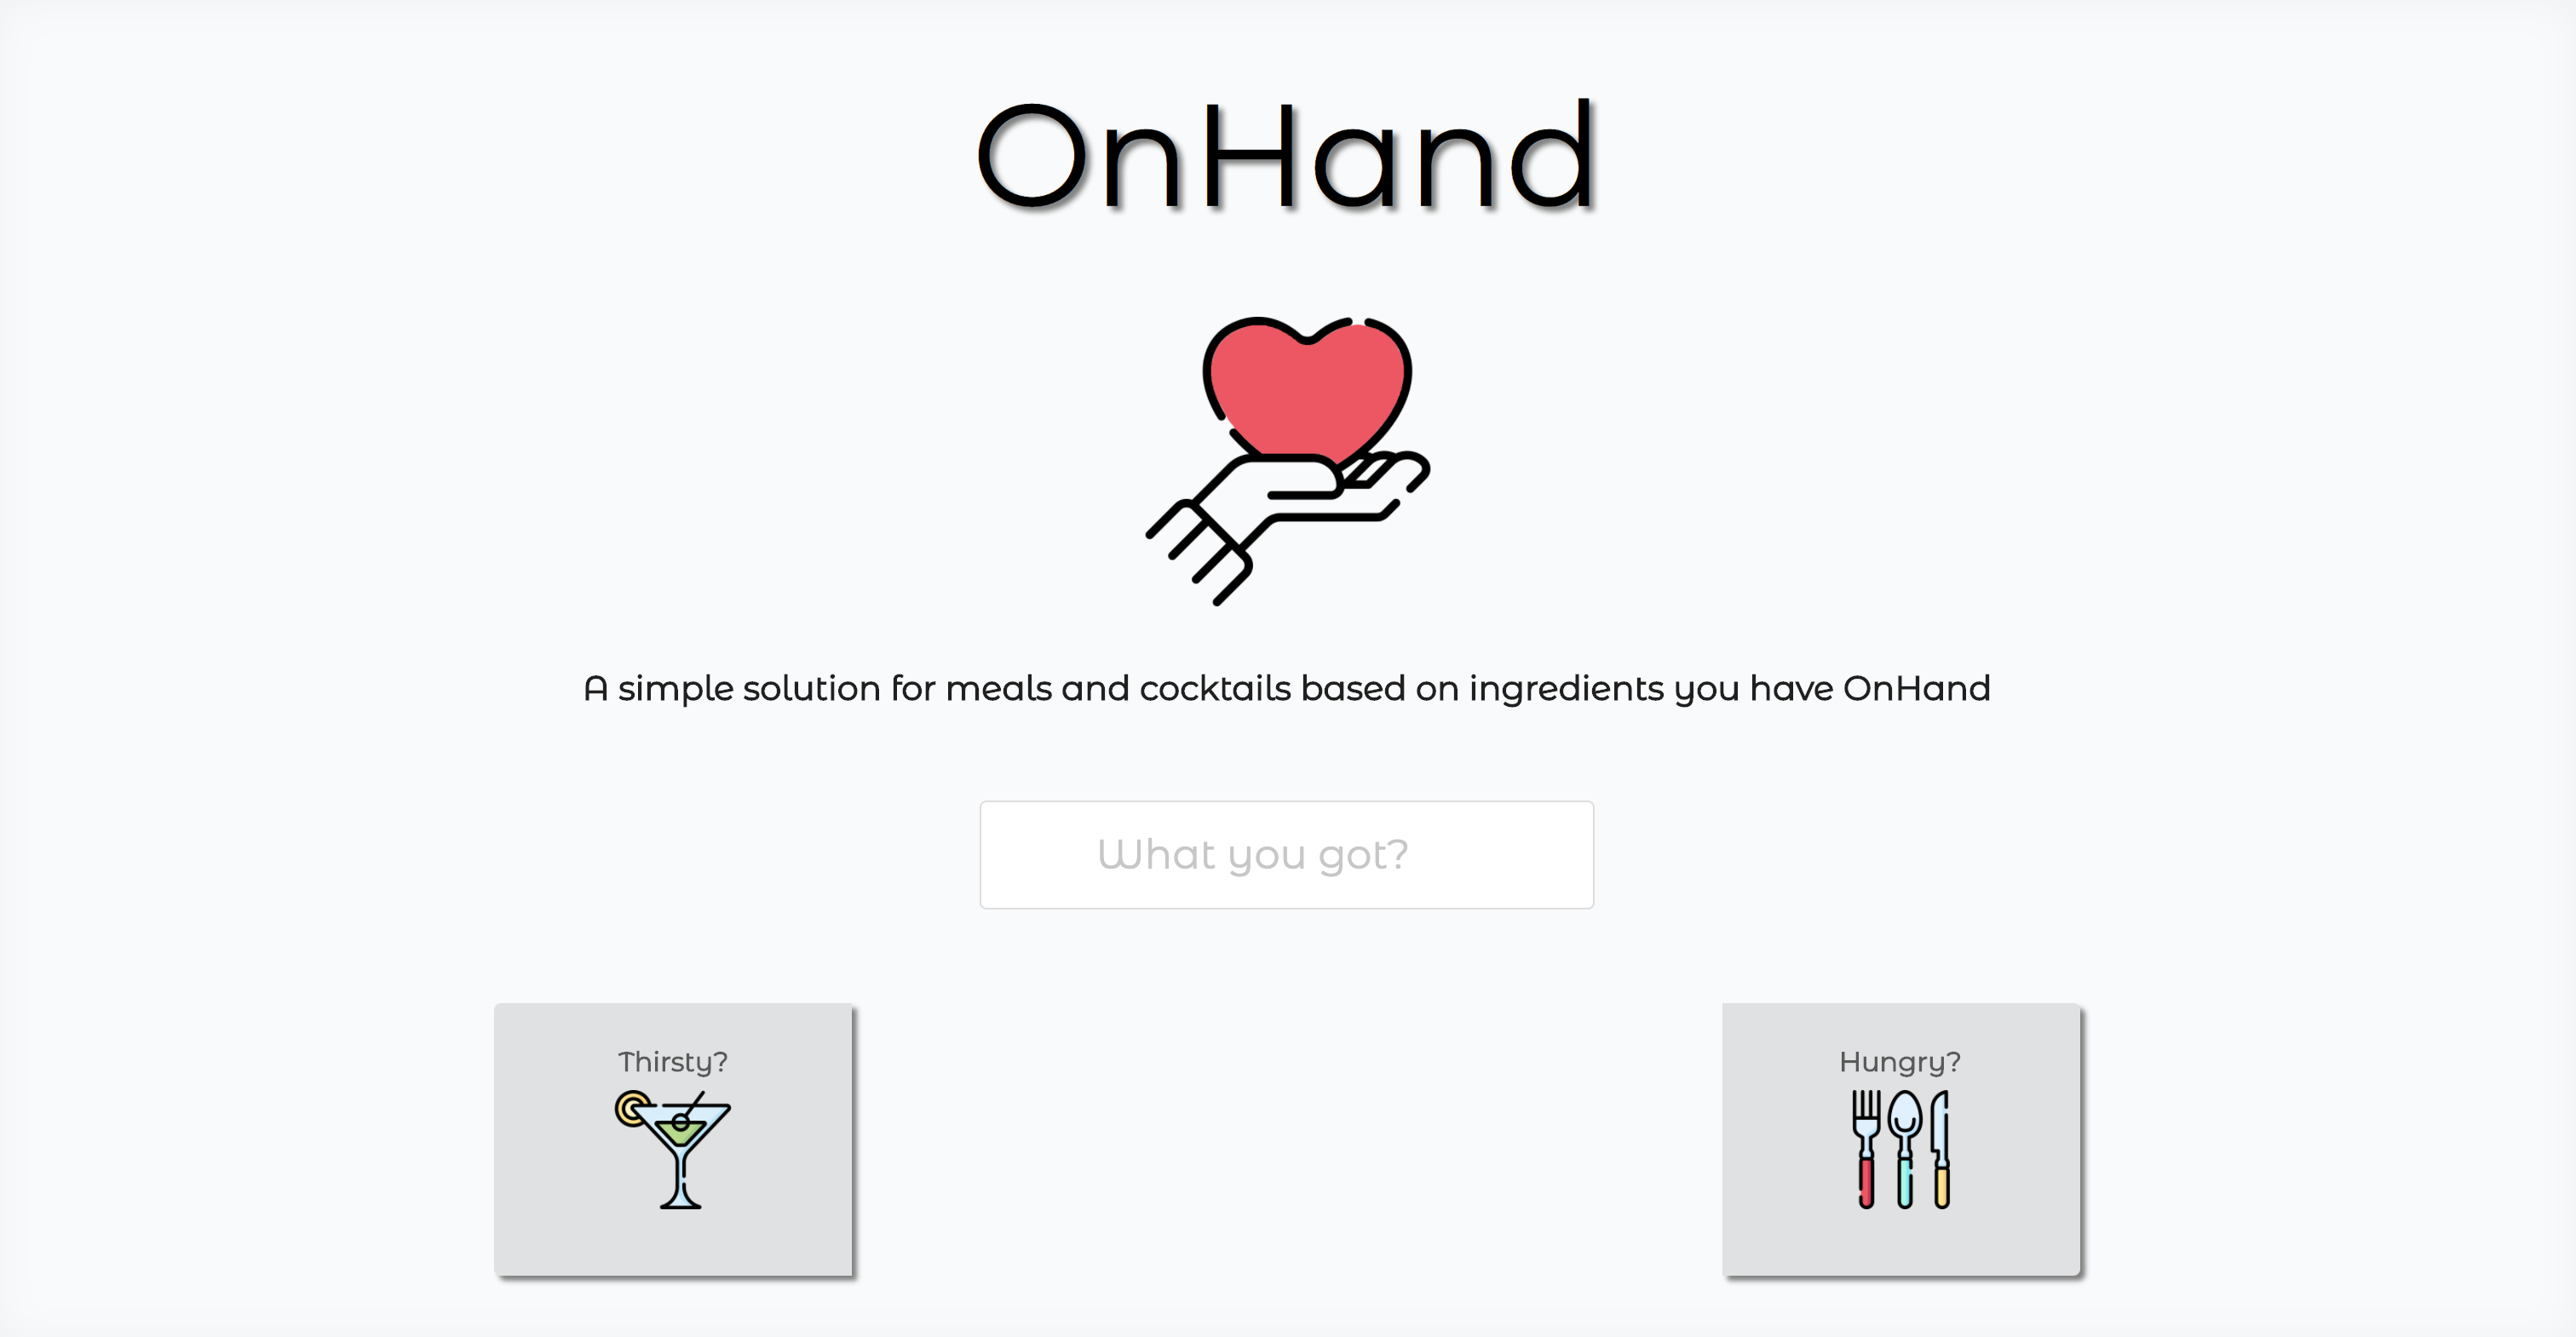 OnHand
A simple solution for meals and cocktails based on ingredients you have OnHand
What you got?
Thirsty?
Hungry?